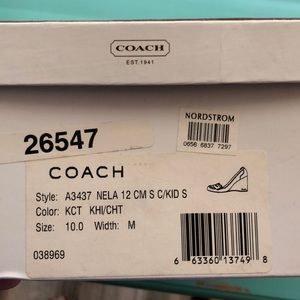 COACH
EST. 1941
26547
NORDSTROM
0656 6837 7297
COACH
Style: A3437 NELA 12 CM S C/KID S
Color: KCT KHI/CHT
Size: 10.0 Width: M
038969
6 63360 13749 8